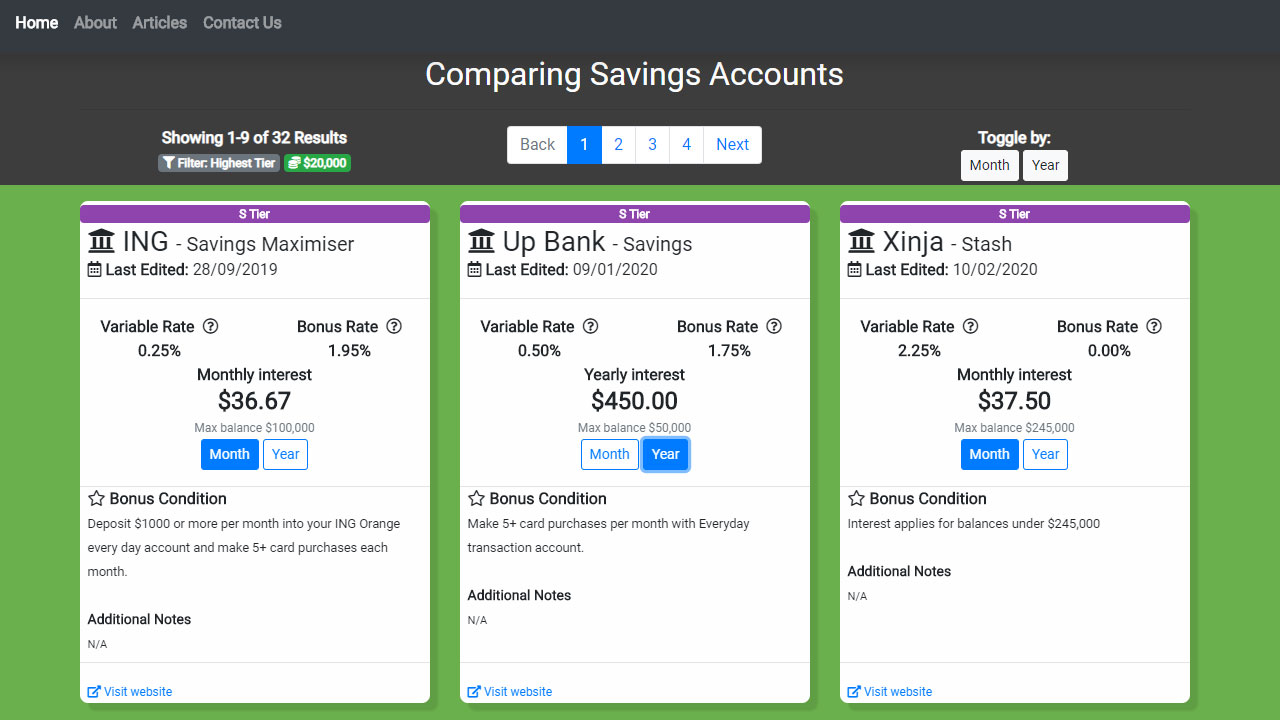 Home About Articles Contact Us
Comparing Savings Accounts
Showing 1-9 of 32 Results
Filter: Highest Tier $20,000
Back 1 2 3 4 Next
Toggle by:
Month Year
S Tier
ING - Savings Maximiser
Last Edited: 28/09/2019
Variable Rate Bonus Rate
0.25% 1.95%
Monthly interest
$36.67
Max balance $100,000
Month Year
Bonus Condition
Deposit $1000 or more per month into your ING Orange
every day account and make 5+ card purchases each
month.
Additional Notes
N/A
Visit website
S Tier
Up Bank - Savings
Last Edited: 09/01/2020
Variable Rate Bonus Rate
0.50% 1.75%
Yearly interest
$450.00
Max balance $50,000
Month Year
Bonus Condition
Make 5+ card purchases per month with Everyday
transaction account.
Additional Notes
N/A
Visit website
S Tier
Xinja - Stash
Last Edited: 10/02/2020
Variable Rate Bonus Rate
2.25% 0.00%
Monthly interest
$37.50
Max balance $245,000
Month Year
Bonus Condition
Interest applies for balances under $245,000
Additional Notes
N/A
Visit website